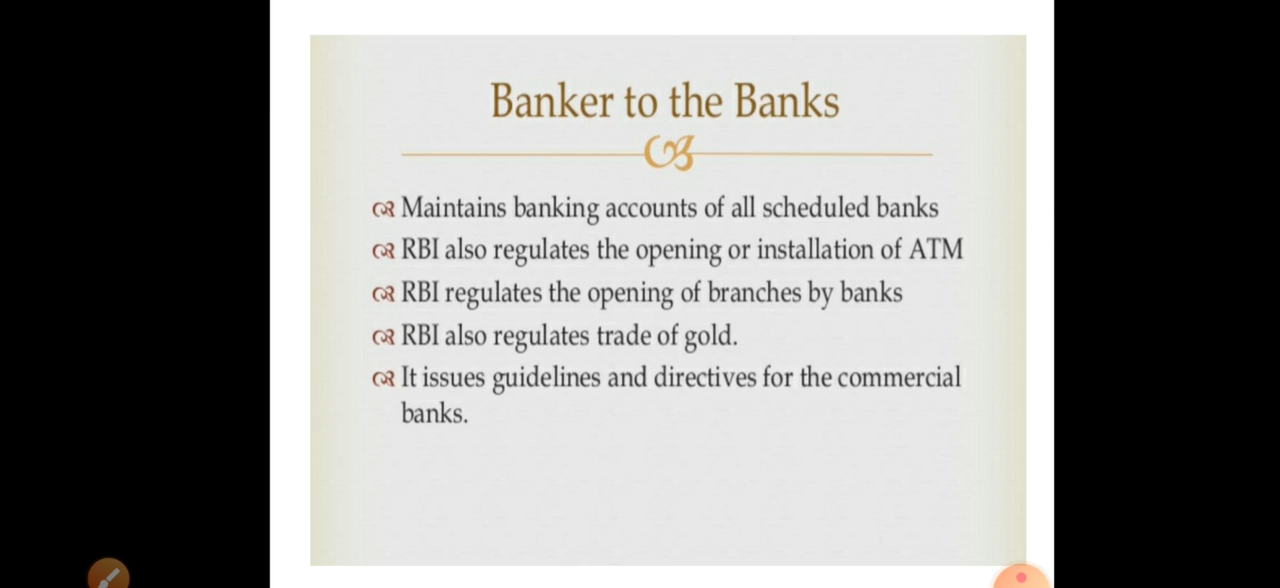 Banker to the Banks
Maintains banking accounts of all scheduled banks
RBI also regulates the opening or installation of ATM
RBI regulates the opening of branches by banks
RBI also regulates trade of gold.
It issues guidelines and directives for the commercial
banks.